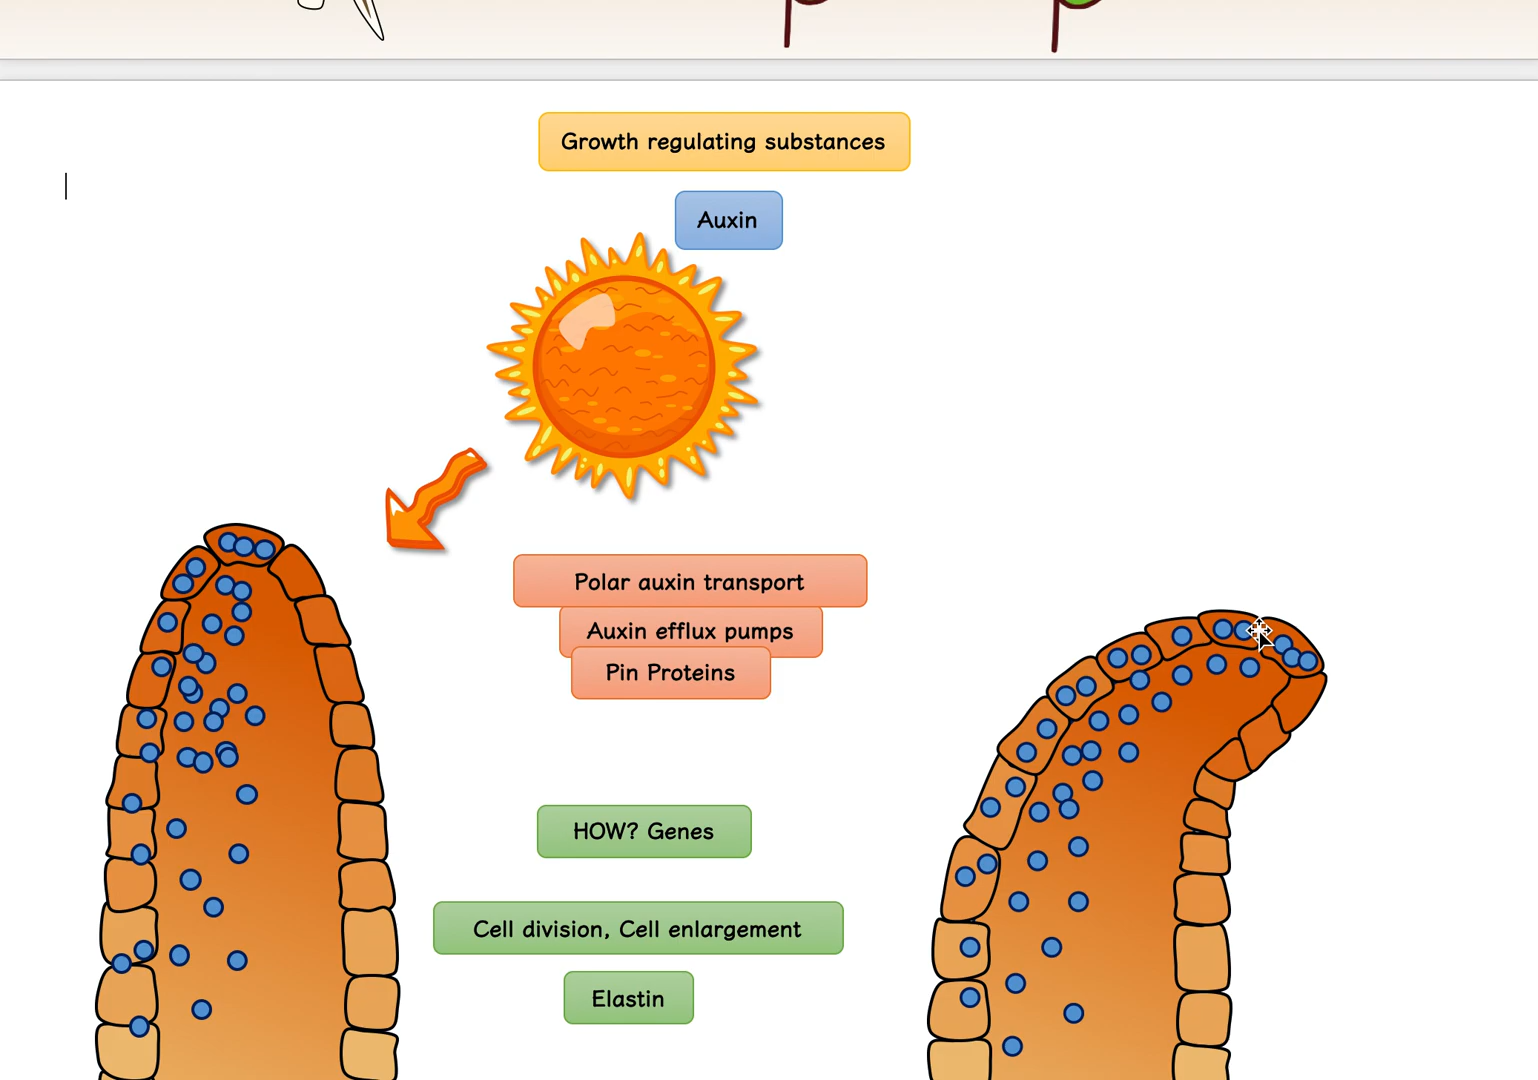 Growth regulating substances
Auxin
Polar auxin transport
Auxin efflux pumps
Pin Proteins
HOW? Genes
Cell division, Cell enlargement
Elastin